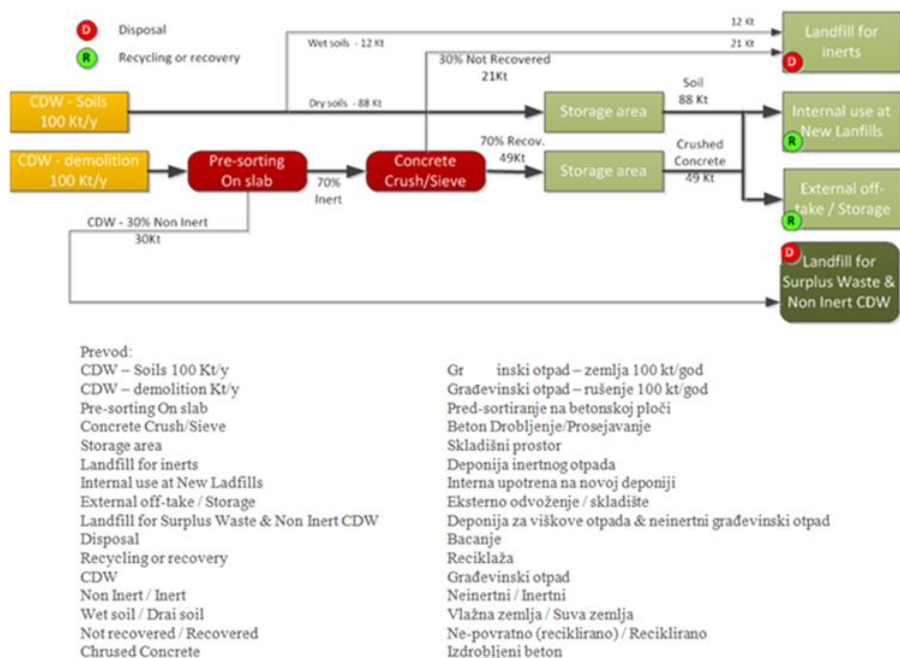 D Disposal
R Recycling or recovery
Wet soils - 12 Kt
12 Kt
21 Kt
Landfill for
inerts
D
30% Not Recovered
21Kt
CDW - Soils
100 Kt/y
Dry soils - 88 Kt
Storage area
Soil
88 Kt
Internal use at
New Lanfills
R
CDW - demolition
100 Kt/y
Pre-sorting
On slab
70%
Inert
Concrete
Crush/Sieve
70% Recov.
49Kt
Storage area
Crushed
Concrete
49 Kt
External off-
take / Storage
R
CDW - 30% Non Inert
30Kt
D
Landfill for
Surplus Waste &
Non Inert CDW
Prevod:
CDW – Soils 100 Kt/y Gr inski otpad – zemlja 100 kt/god
CDW – demolition Kt/y Građevinski otpad – rušenje 100 kt/god
Pre-sorting On slab Pred-sortiranje na betonskoj ploči
Concrete Crush/Sieve Beton Drobljenje/Prosejavanje
Storage area Skladišni prostor
Landfill for inerts Deponija inertnog otpada
Internal use at New Ladfills Interna upotrena na novoj deponiji
External off-take / Storage Eksterno odvoženje / skladište
Landfill for Surplus Waste & Non Inert CDW Deponija za viškove otpada & neinertni građevinski otpad
Disposal Bacanje
Recycling or recovery Reciklaža
CDW Građevinski otpad
Non Inert / Inert Neinertni / Inertni
Wet soil / Drai soil Vlažna zemlja / Suva zemlja
Not recovered / Recovered Ne-povratno (reciklirano) / Reciklirano
Chrused Concrete Izdrobljeni beton